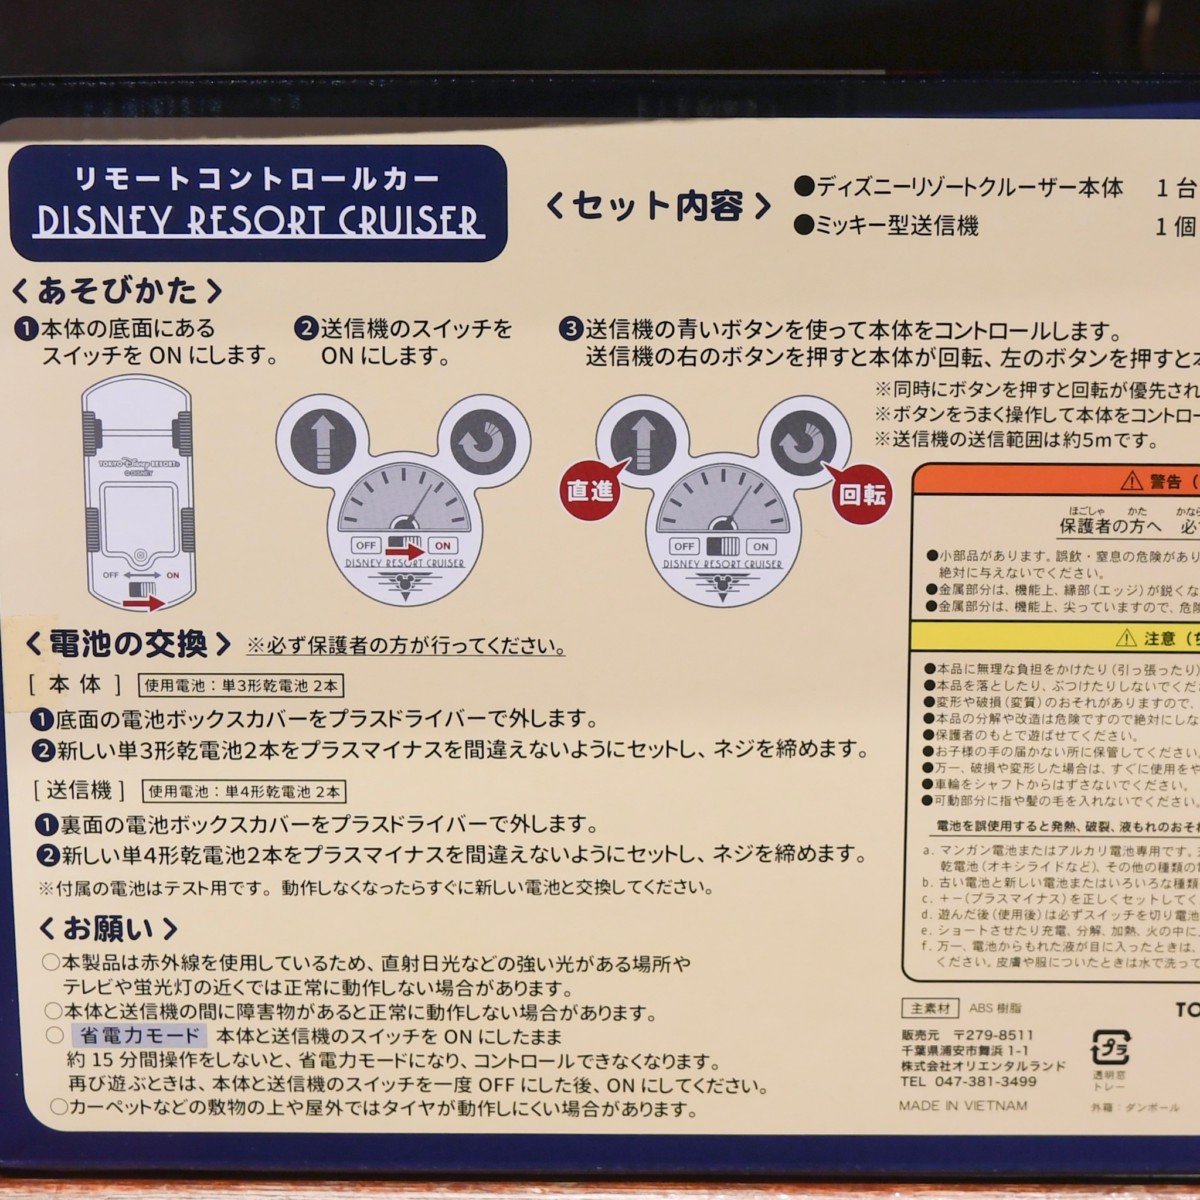 リモートコントロールカー
DISNEY RESORT CRUISER
〈セット内容〉
●ディズニーリゾートクルーザー本体 1台
●ミッキー型送信機 1個
〈あそびかた〉
❶本体の底面にある
スイッチを ON にします。
❷送信機のスイッチを
ON にします。
❸送信機の青いボタンを使って本体をコントロールします。
送信機の右のボタンを押すと本体が回転、左のボタンを押すと
※同時にボタンを押すと回転が優先され
※ボタンをうまく操作して本体をコントロー
※送信機の送信範囲は約5mです。
TOKYO Disney RESORT
©DISNEY
OFF ON
OFF ON
DISNEY RESORT CRUISER
直進
回転
OFF ON
DISNEY RESORT CRUISER
〈電池の交換〉 ※必ず保護者の方が行ってください。
[ 本 体 ] 使用電池：単3形乾電池 2本
❶底面の電池ボックスカバーをプラスドライバーで外します。
❷新しい単3形乾電池2本をプラスマイナスを間違えないようにセットし、ネジを締めます。
[ 送信機 ] 使用電池：単4形乾電池 2本
❶裏面の電池ボックスカバーをプラスドライバーで外します。
❷新しい単4形乾電池2本をプラスマイナスを間違えないようにセットし、ネジを締めます。
※付属の電池はテスト用です。動作しなくなったらすぐに新しい電池と交換してください。
〈お願い〉
○本製品は赤外線を使用しているため、直射日光などの強い光がある場所や
テレビや蛍光灯の近くでは正常に動作しない場合があります。
○本体と送信機の間に障害物があると正常に動作しない場合があります。
○ 省電力モード 本体と送信機のスイッチを ON にしたまま
約 15 分間操作をしないと、省電力モードになり、コントロールできなくなります。
再び遊ぶときは、本体と送信機のスイッチを一度 OFF にした後、ON にしてください。
○カーペットなどの敷物の上や屋外ではタイヤが動作しにくい場合があります。
⚠ 警告（
ほごしゃ かた かなら
保護者の方へ 必
●小部品があります。誤飲・窒息の危険があり
絶対に与えないでください。
●金属部分は、機能上、縁部（エッジ）が鋭くな
●金属部分は、機能上、尖っていますので、危険
⚠ 注意（
●本品に無理な負担をかけたり（引っ張ったり）
●本品を落としたり、ぶつけたりしないでくだ
●変形や破損（変質）のおそれがありますので、
●本品の分解や改造は危険ですので絶対にしな
●保護者のもとで遊ばせてください。
●お子様の手の届かない所に保管してください
●万一、破損や変形した場合は、すぐに使用をや
●車輪をシャフトからはずさないでください。
●可動部分に指や髪の毛を入れないでください。
電池を誤使用すると発熱、破裂、液もれのおそれ
a. マンガン電池またはアルカリ電池専用です。
乾電池（オキシライドなど）、その他の種類の
b. 古い電池と新しい電池またはいろいろな種類
c. ＋－（プラスマイナス）を正しくセットしてく
d. 遊んだ後（使用後）は必ずスイッチを切り電池
e. ショートさせたり充電、分解、加熱、火の中に
f. 万一、電池からもれた液が目に入ったときは、
ください。皮膚や服についたときは水で洗って
主素材 ABS 樹脂
TO
販売元 〒279-8511
千葉県浦安市舞浜 1-1
株式会社オリエンタルランド
TEL 047-381-3499
MADE IN VIETNAM
プラ
透明窓
トレー
外箱：ダンボール